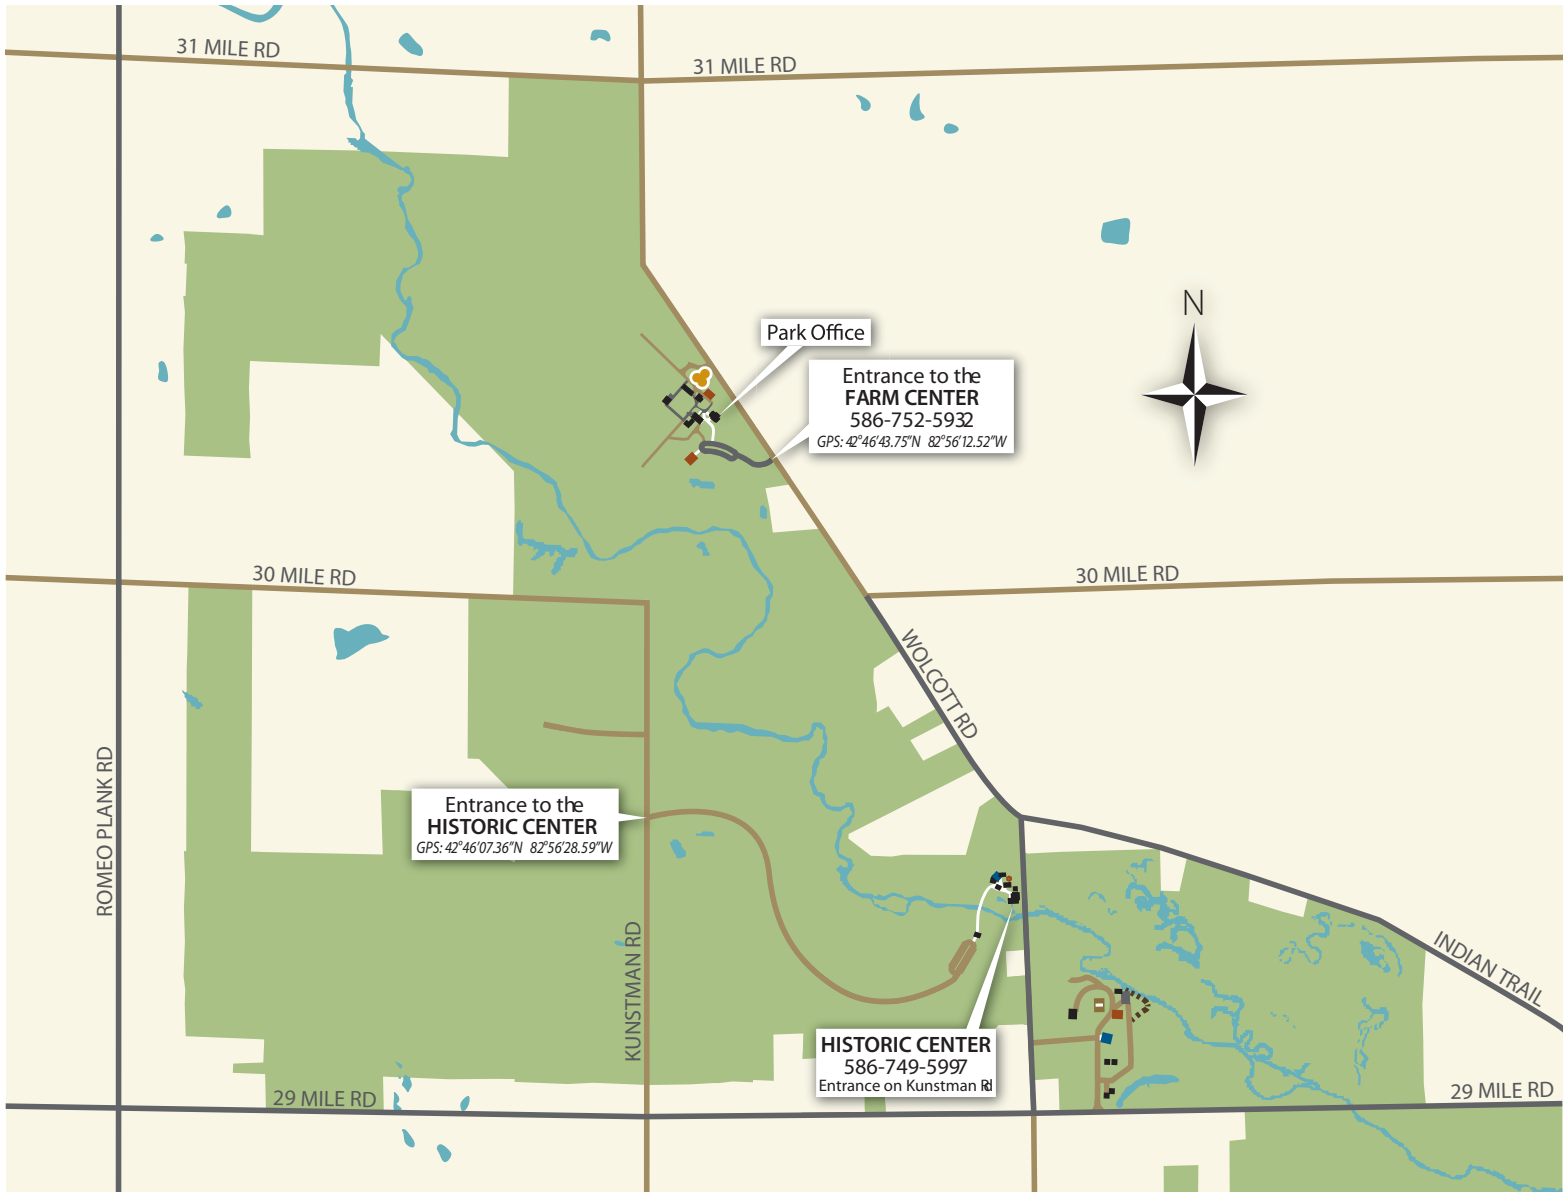 31 MILE RD
31 MILE RD
N
Park Office
Entrance to the
FARM CENTER
586-752-5932
GPS: 42°46'43.75"N 82°56'12.52"W
30 MILE RD
30 MILE RD
WOLCOTT RD
ROMEO PLANK RD
Entrance to the
HISTORIC CENTER
GPS: 42°46'07.36"N 82°56'28.59"W
KUNSTMAN RD
INDIAN TRAIL
HISTORIC CENTER
586-749-5997
Entrance on Kunstman Rd
29 MILE RD
29 MILE RD